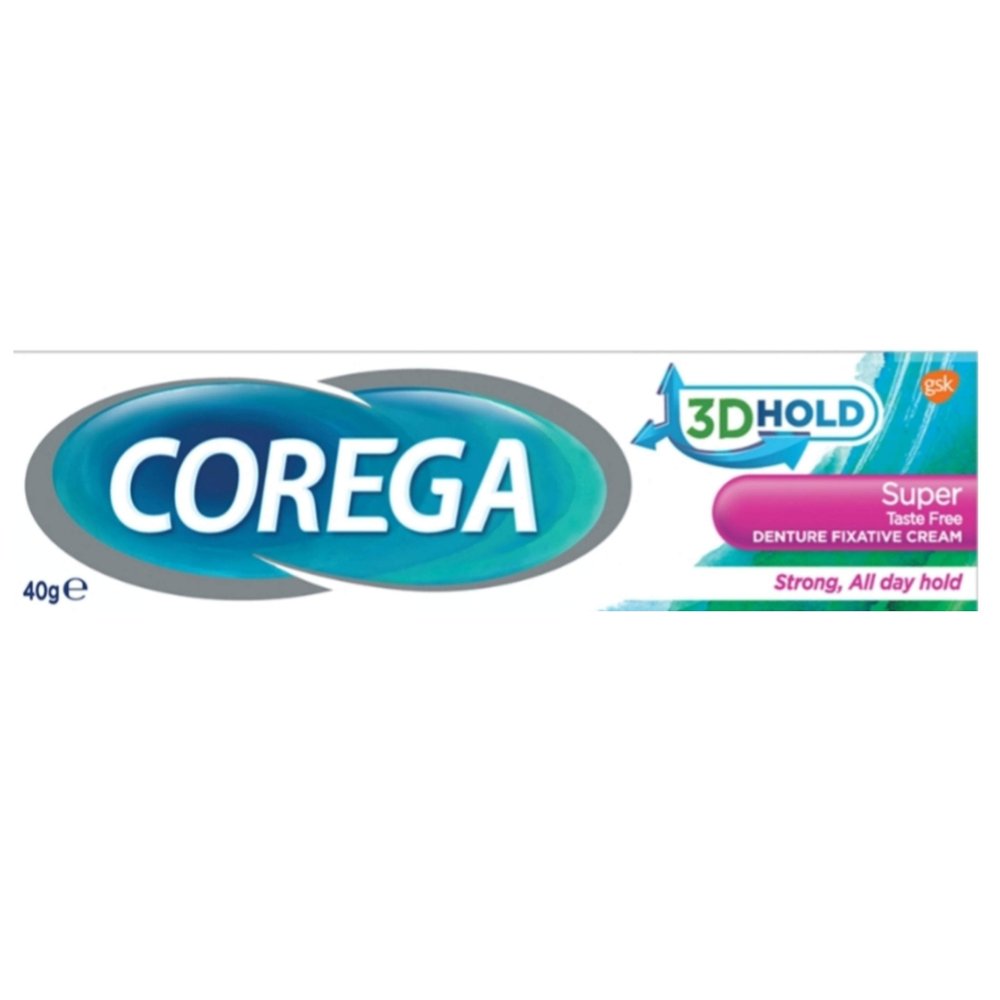 COREGA
40g℮
3DHOLD
gsk
Super
Taste Free
DENTURE FIXATIVE CREAM
Strong, All day hold